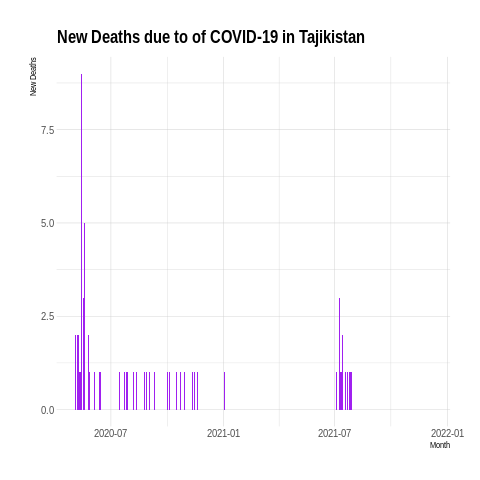 New Deaths due to of COVID-19 in Tajikistan
New Deaths
7.5
5.0
2.5
0.0
2020-07
2021-01
2021-07
2022-01
Month